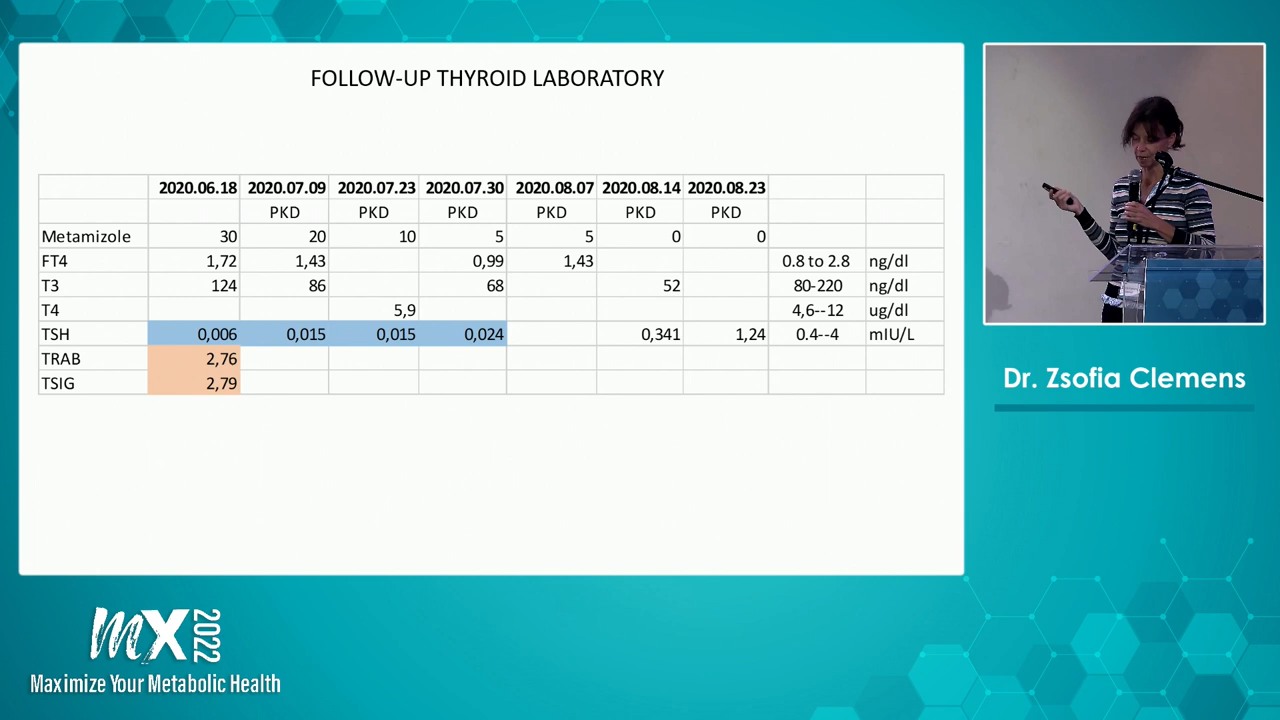 FOLLOW-UP THYROID LABORATORY
2020.06.18 2020.07.09 2020.07.23 2020.07.30 2020.08.07 2020.08.14 2020.08.23
PKD PKD PKD PKD PKD PKD
Metamizole 30 20 10 5 5 0 0
FT4 1,72 1,43 0,99 1,43 0.8 to 2.8 ng/dl
T3 124 86 68 52 80-220 ng/dl
T4 5,9 4,6--12 ug/dl
TSH 0,006 0,015 0,015 0,024 0,341 1,24 0.4--4 mIU/L
TRAB 2,76
TSIG 2,79
Dr. Zsofia Clemens
mx 2022
Maximize Your Metabolic Health